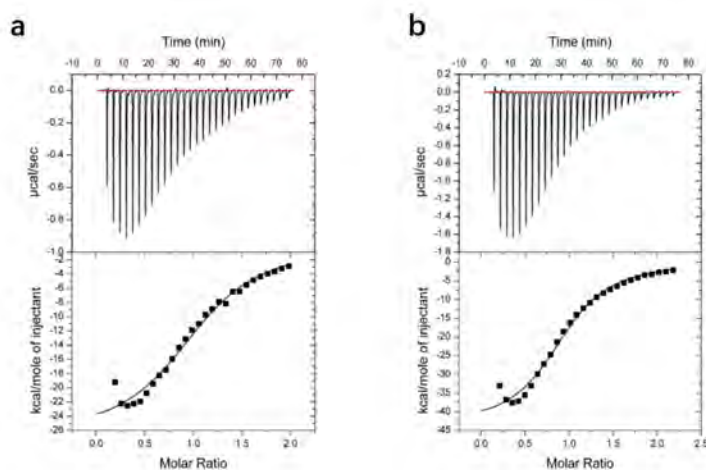 a
Time (min)
-10 0 10 20 30 40 50 60 70 80
0.0
-0.2
-0.4
-0.6
-0.8
-1.0
µcal/sec
-2
-4
-6
-8
-10
-12
-14
-16
-18
-20
-22
-24
-26
kcal/mole of injectant
0.0 0.5 1.0 1.5 2.0
Molar Ratio
b
Time (min)
-10 0 10 20 30 40 50 60 70 80
0.2
0.0
-0.2
-0.4
-0.6
-0.8
-1.0
-1.2
-1.4
-1.6
-1.8
µcal/sec
0
-5
-10
-15
-20
-25
-30
-35
-40
-45
kcal/mole of injectant
-0.5 0.0 0.5 1.0 1.5 2.0 2.5
Molar Ratio